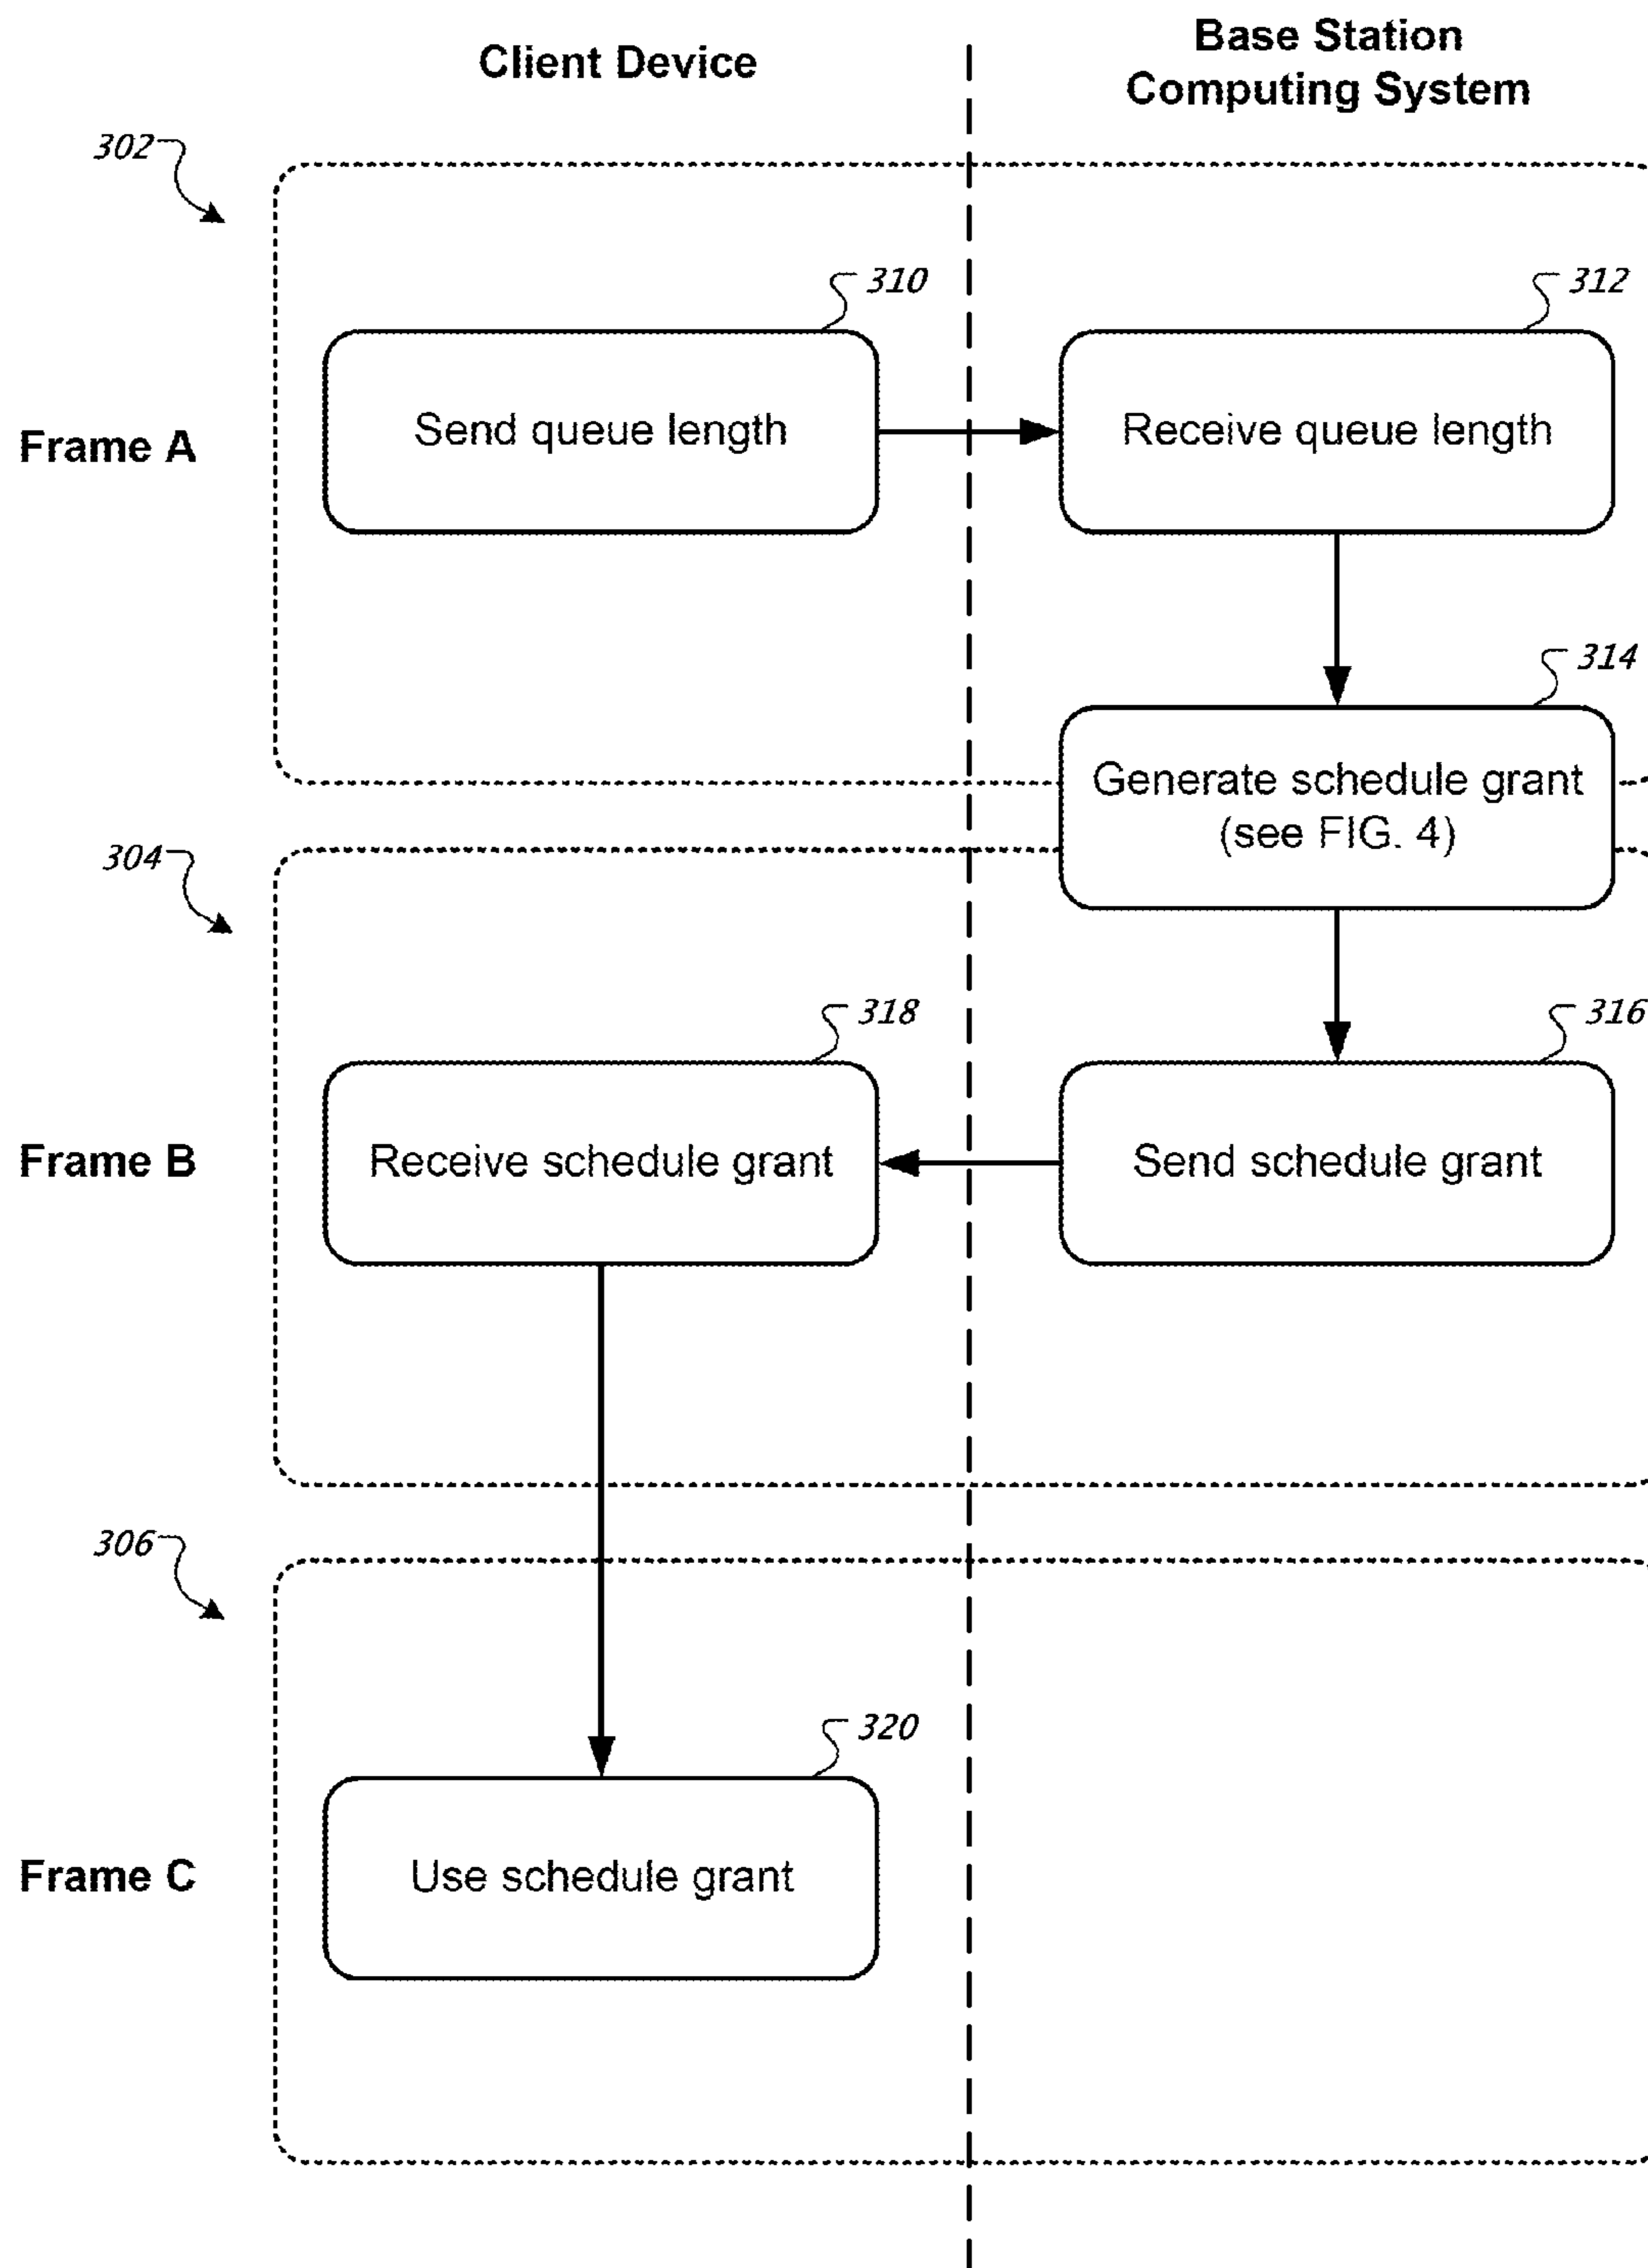 Client Device
Base Station
Computing System
302
310
312
Frame A
Send queue length
Receive queue length
314
Generate schedule grant
(see FIG. 4)
304
318
316
Frame B
Receive schedule grant
Send schedule grant
306
320
Frame C
Use schedule grant